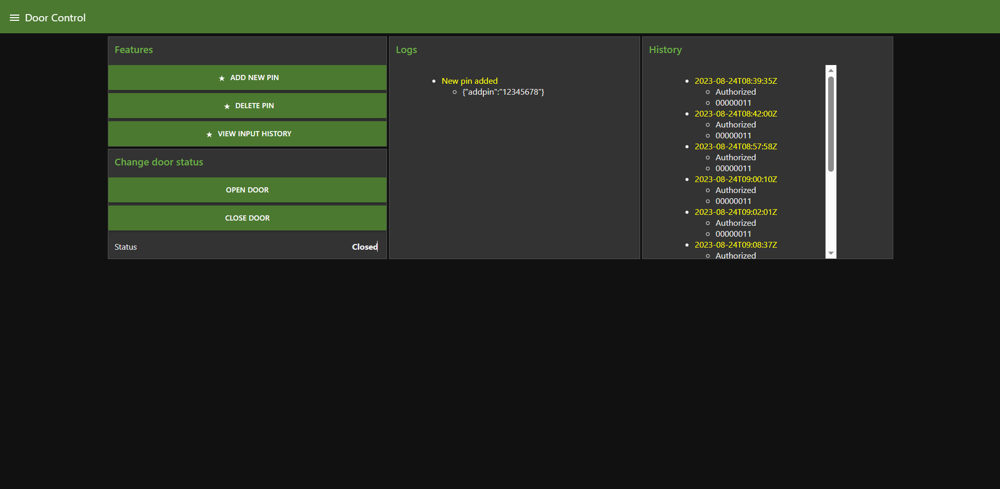 Door Control
Features
ADD NEW PIN
DELETE PIN
VIEW INPUT HISTORY
Change door status
OPEN DOOR
CLOSE DOOR
Status Closed
Logs
New pin added
{"addpin":"12345678"}
History
2023-08-24T08:39:35Z
Authorized
00000011
2023-08-24T08:42:00Z
Authorized
00000011
2023-08-24T08:57:58Z
Authorized
00000011
2023-08-24T09:00:10Z
Authorized
00000011
2023-08-24T09:02:01Z
Authorized
00000011
2023-08-24T09:08:37Z
Authorized